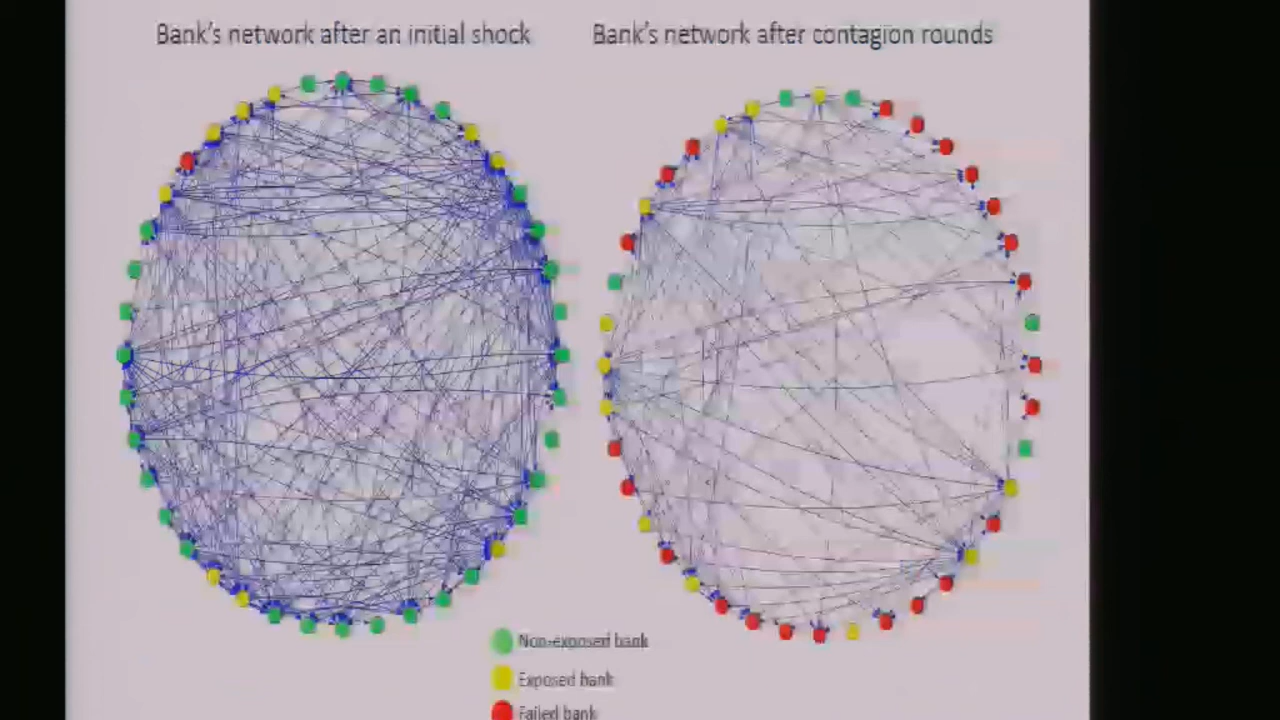 Bank's network after an initial shock
Bank's network after contagion rounds
Non-exposed bank
Exposed bank
Failed bank